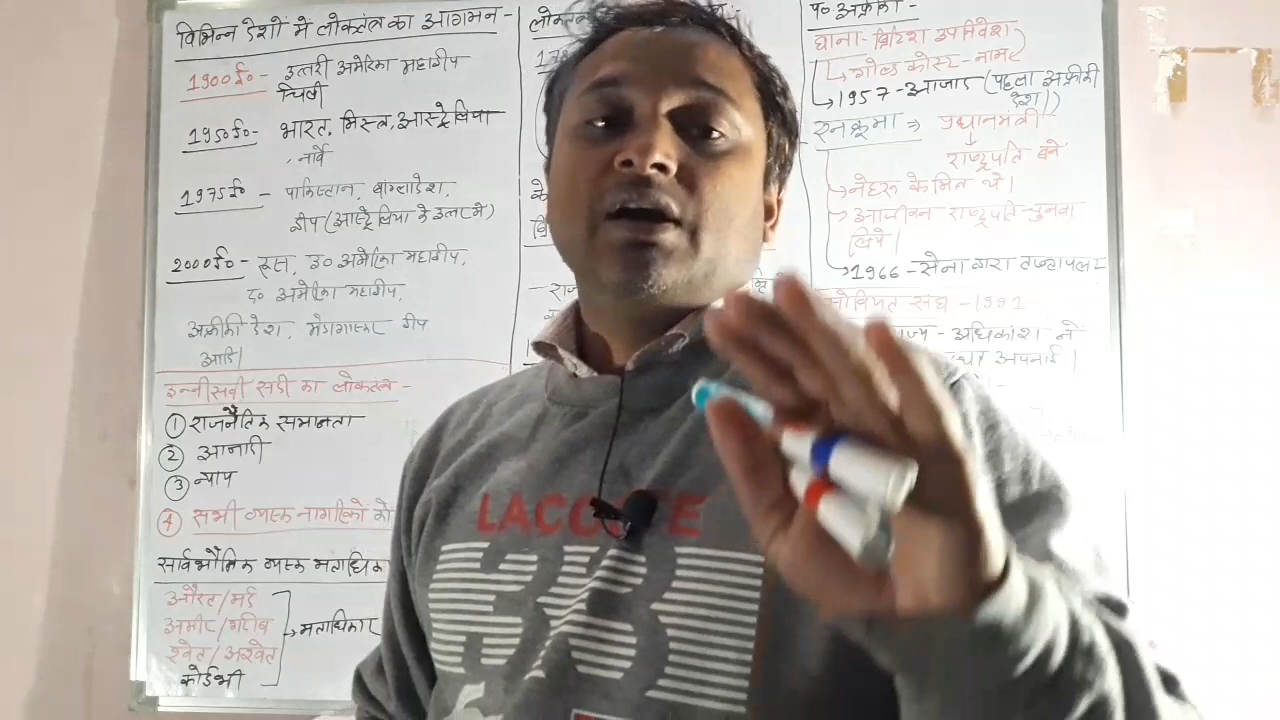 विभिन्न देशों में लोकतंत्र का आगमन -
1900ई० - उत्तरी अमेरिका महाद्वीप
चिली
1950ई० - भारत, मिस्त्र, आस्ट्रेलिया
, नार्वे
1975ई० - पाकिस्तान, बांग्लादेश,
द्वीप (आस्ट्रेलिया के उत्तर में)
2000ई० - रूस, उ० अमेरिका महाद्वीप,
द० अमेरिका महाद्वीप,
अफ्रीकी देश, मेडागास्कर द्वीप
आदि।
उन्नीसवी सदी का लोकतंत्र -
① राजनैतिक समानता
② आजादी
③ न्याय
④ सभी व्यस्क नागरिकों को
सार्वभौमिक व्यस्क मताधिका
औरत/मर्द
अमीर/गरीब
श्वेत/अश्वेत
कोई भी
→ मताधिकार
प० अफ्रीका -
घाना - ब्रिटिश उपनिवेश
गोल्ड कोस्ट - नाम
1957 - आजाद (पहला अफ्रीकी
देश))
एनक्रूमा ⇒ प्रधानमंत्री
↓
राष्ट्रपति बने
नेहरू के मित्र थे।
आजीवन राष्ट्रपति - चुनवा
लिये।
1966 - सेना द्वारा तख्तापलट
सोवियत संघ - 1991
राज्य - अधिकांश ने
अपनाई।
LACOSTE